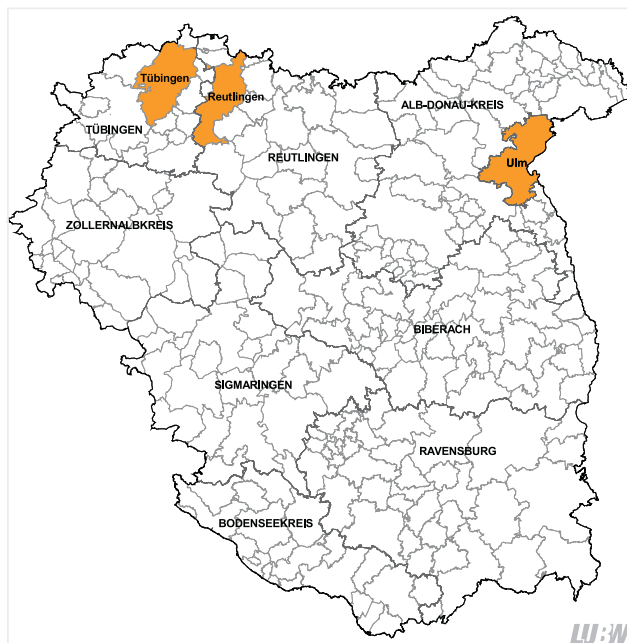 Tübingen
Reutlingen
ALB-DONAU-KREIS
TÜBINGEN
REUTLINGEN
Ulm
ZOLLERNALBKREIS
BIBERACH
SIGMARINGEN
RAVENSBURG
BODENSEEKREIS
LUBW